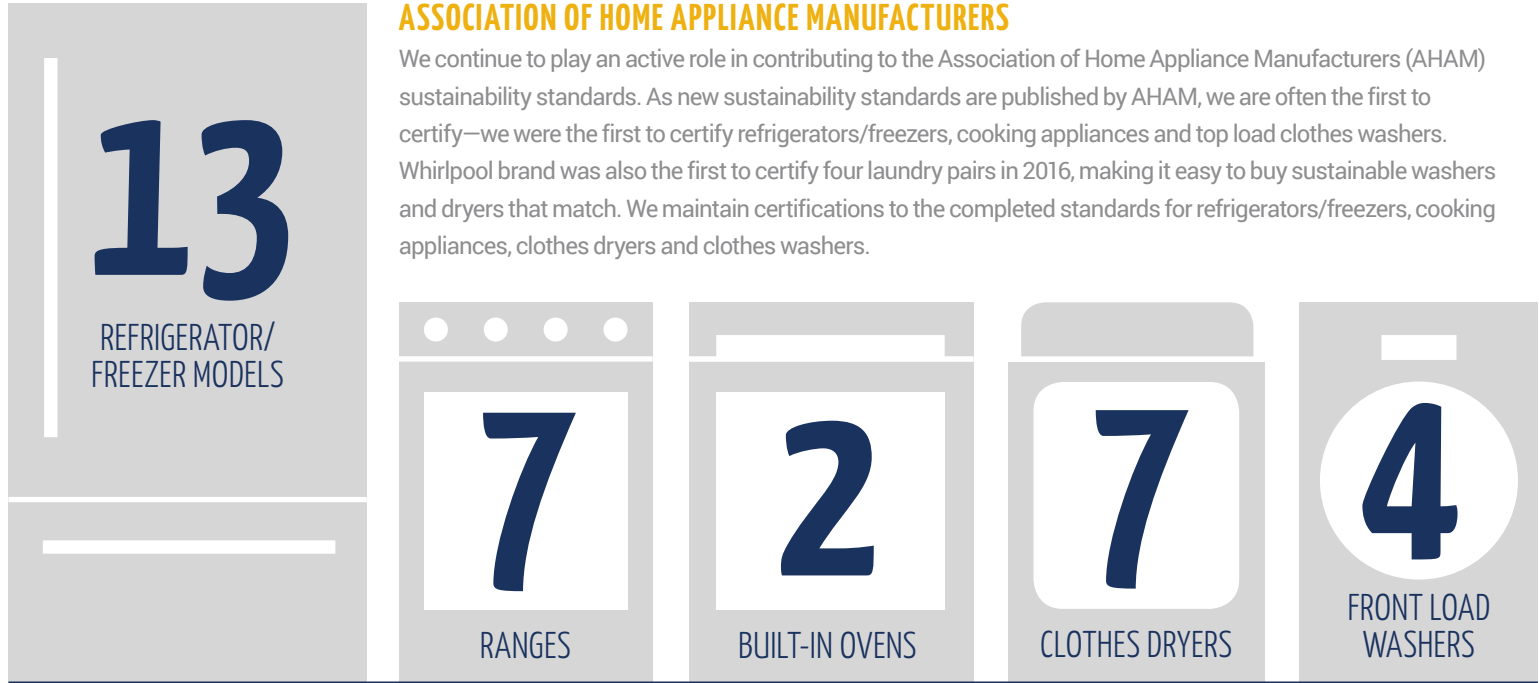 ASSOCIATION OF HOME APPLIANCE MANUFACTURERS
We continue to play an active role in contributing to the Association of Home Appliance Manufacturers (AHAM)
sustainability standards. As new sustainability standards are published by AHAM, we are often the first to
certify—we were the first to certify refrigerators/freezers, cooking appliances and top load clothes washers.
Whirlpool brand was also the first to certify four laundry pairs in 2016, making it easy to buy sustainable washers
and dryers that match. We maintain certifications to the completed standards for refrigerators/freezers, cooking
appliances, clothes dryers and clothes washers.
13
REFRIGERATOR/
FREEZER MODELS
7
RANGES
2
BUILT-IN OVENS
7
CLOTHES DRYERS
4
FRONT LOAD
WASHERS